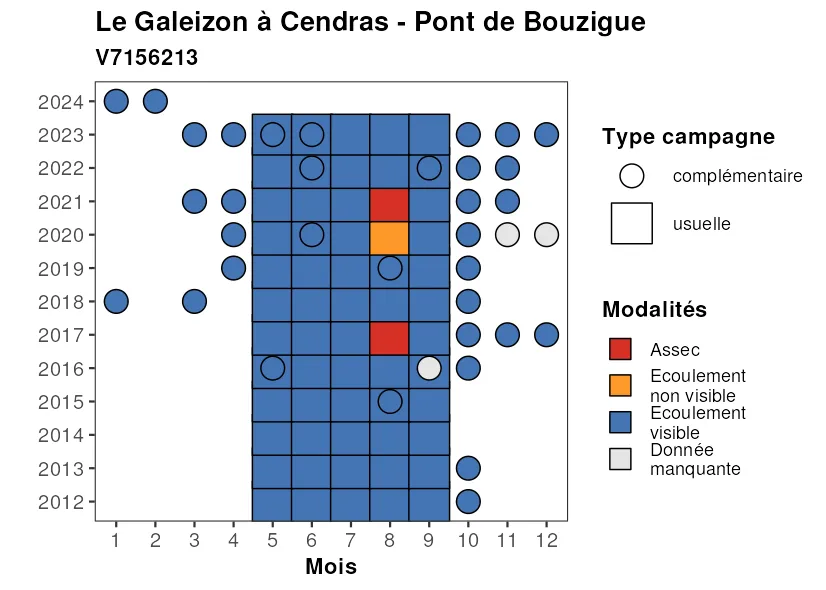 Le Galeizon à Cendras - Pont de Bouzigue
V7156213
2024
2023
2022
2021
2020
2019
2018
2017
2016
2015
2014
2013
2012
1 2 3 4 5 6 7 8 9 10 11 12
Mois
Type campagne
complémentaire
usuelle
Modalités
Assec
Ecoulement
non visible
Ecoulement
visible
Donnée
manquante